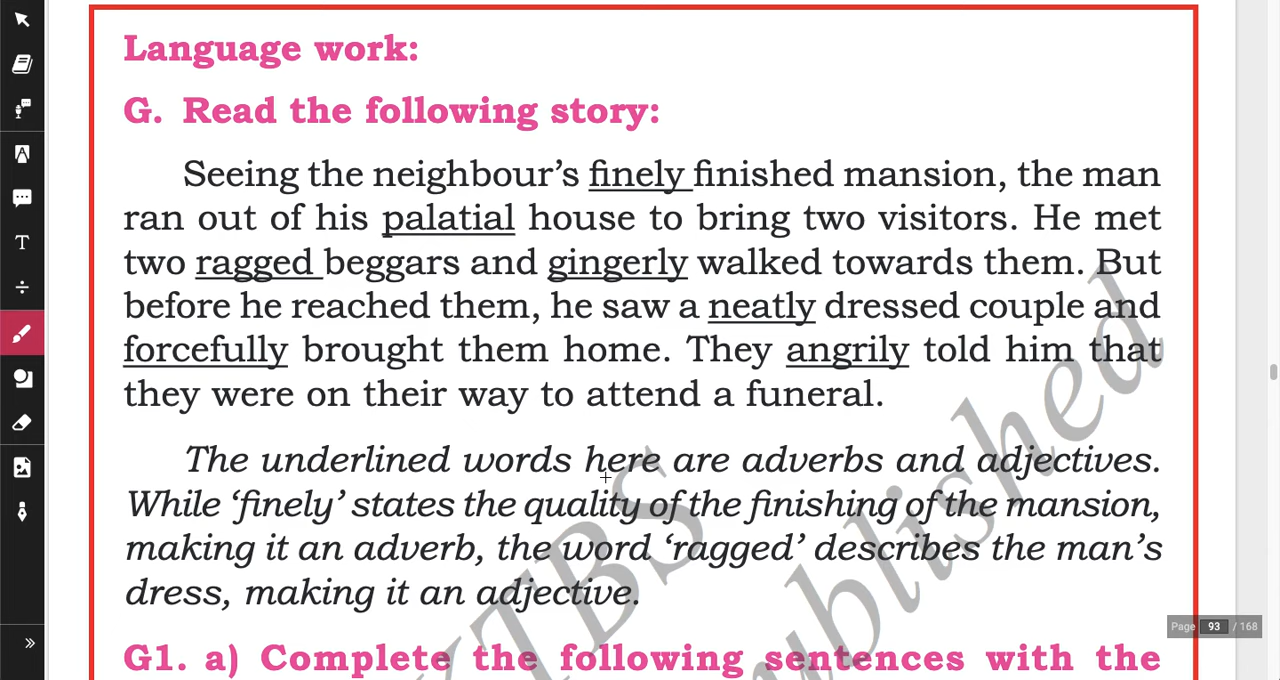 Language work:
G. Read the following story:
Seeing the neighbour's finely finished mansion, the man
ran out of his palatial house to bring two visitors. He met
two ragged beggars and gingerly walked towards them. But
before he reached them, he saw a neatly dressed couple and
forcefully brought them home. They angrily told him that
they were on their way to attend a funeral.
The underlined words here are adverbs and adjectives.
While 'finely' states the quality of the finishing of the mansion,
making it an adverb, the word 'ragged' describes the man's
dress, making it an adjective.
Page 93 / 168
G1. a) Complete the following sentences with the
KTBS
published